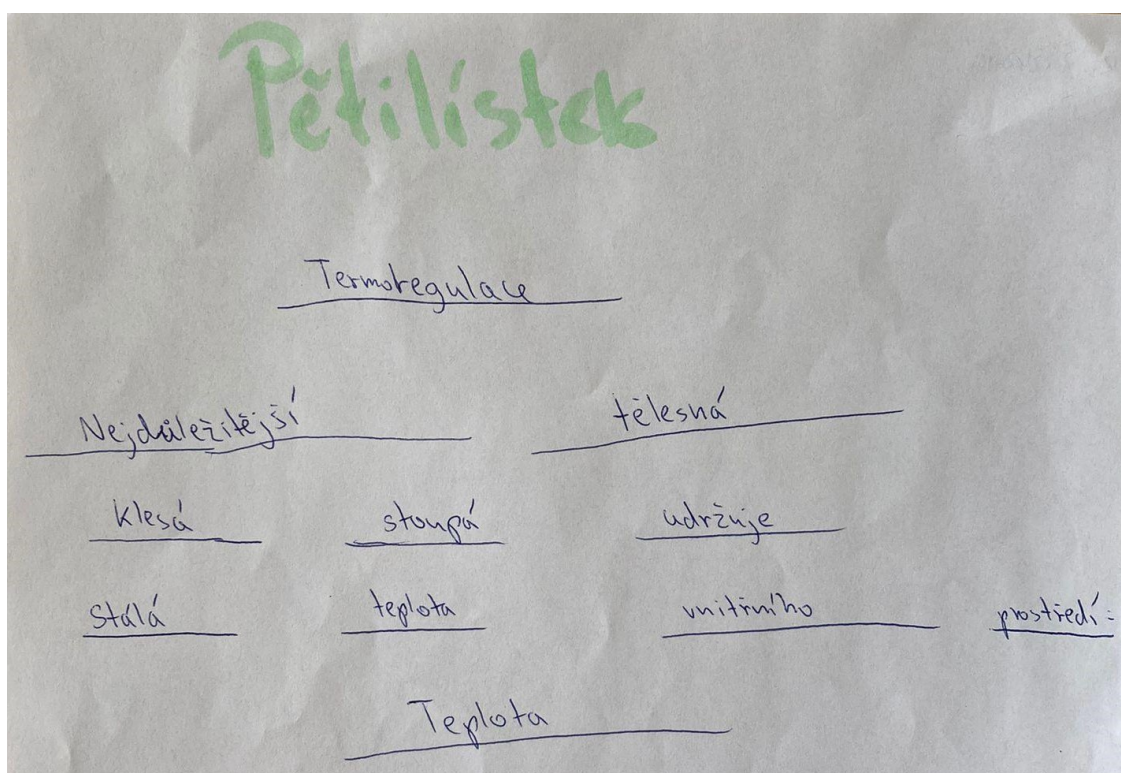 Pětilístek
Termoregulace
Nejdůležitější tělesná
klesá stoupá udržuje
stálá teplota vnitřního prostředí
Teplota